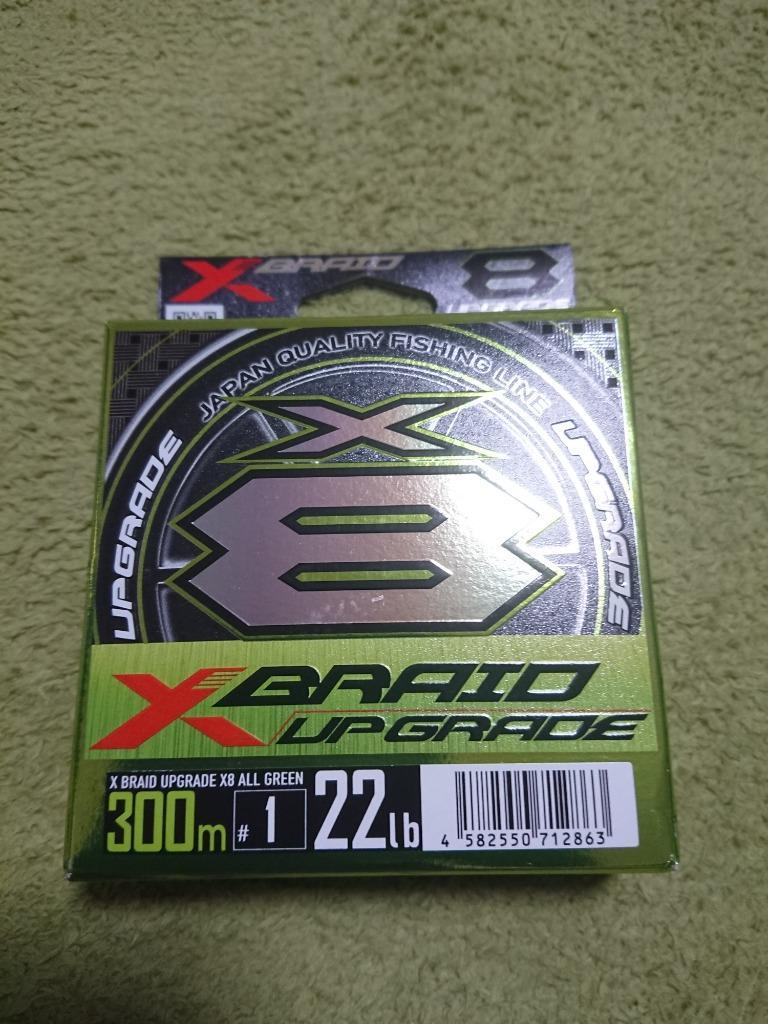 X BRAID 8
JAPAN QUALITY FISHING LINE
UPGRADE
UPGRADE
X
8
X BRAID
UPGRADE
X BRAID UPGRADE X8 ALL GREEN
300m #1 22lb
4 582550 712863